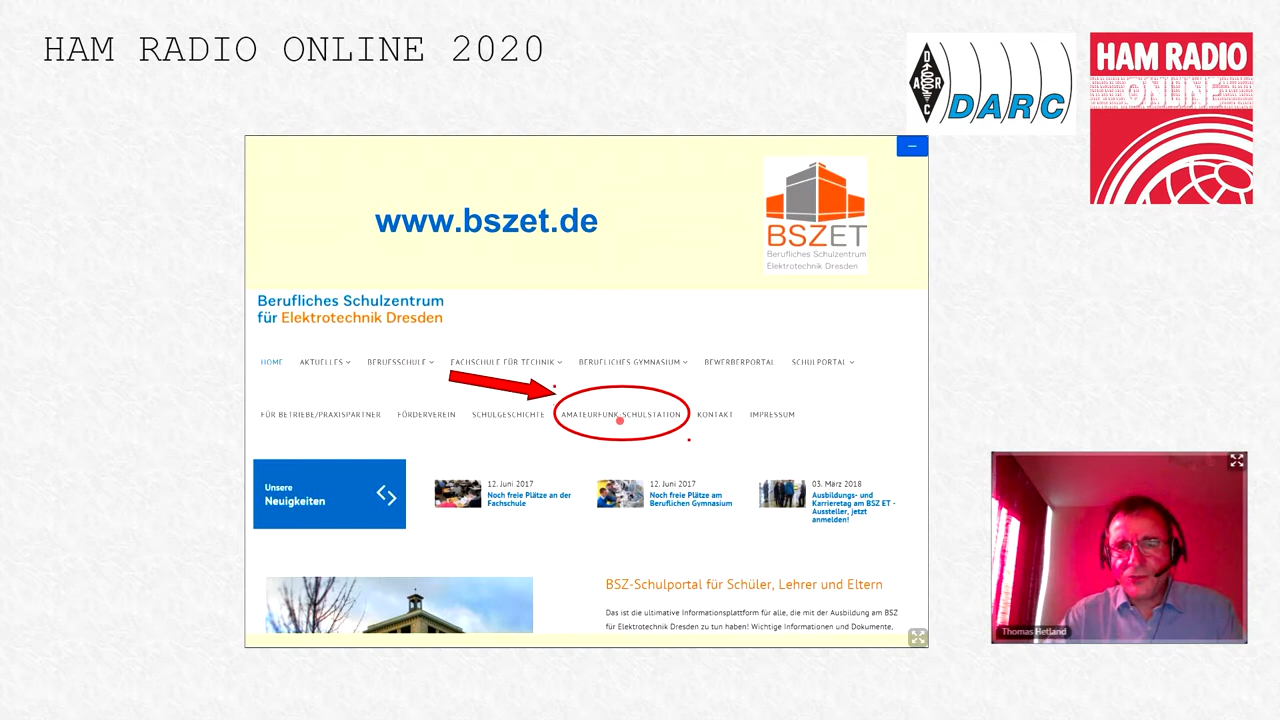 HAM RADIO ONLINE 2020
DARC
DARC
HAM RADIO
ONLINE
www.bszet.de
BSZET
Berufliches Schulzentrum
Elektrotechnik Dresden
Berufliches Schulzentrum
für Elektrotechnik Dresden
HOME AKTUELLES BERUFSSCHULE FACHSCHULE FÜR TECHNIK BERUFLICHES GYMNASIUM BEWERBERPORTAL SCHULPORTAL
FÜR BETRIEBE/PRAXISPARTNER FÖRDERVEREIN SCHULGESCHICHTE AMATEURFUNK-SCHULSTATION KONTAKT IMPRESSUM
Unsere
Neuigkeiten
12. Juni 2017
Noch freie Plätze an der
Fachschule
12. Juni 2017
Noch freie Plätze am
Beruflichen Gymnasium
03. März 2018
Ausbildungs- und
Karrieretag am BSZ ET -
Aussteller, jetzt
anmelden!
BSZ-Schulportal für Schüler, Lehrer und Eltern
Das ist die ultimative Informationsplattform für alle, die mit der Ausbildung am BSZ
für Elektrotechnik Dresden zu tun haben! Wichtige Informationen und Dokumente,
Thomas Hetland